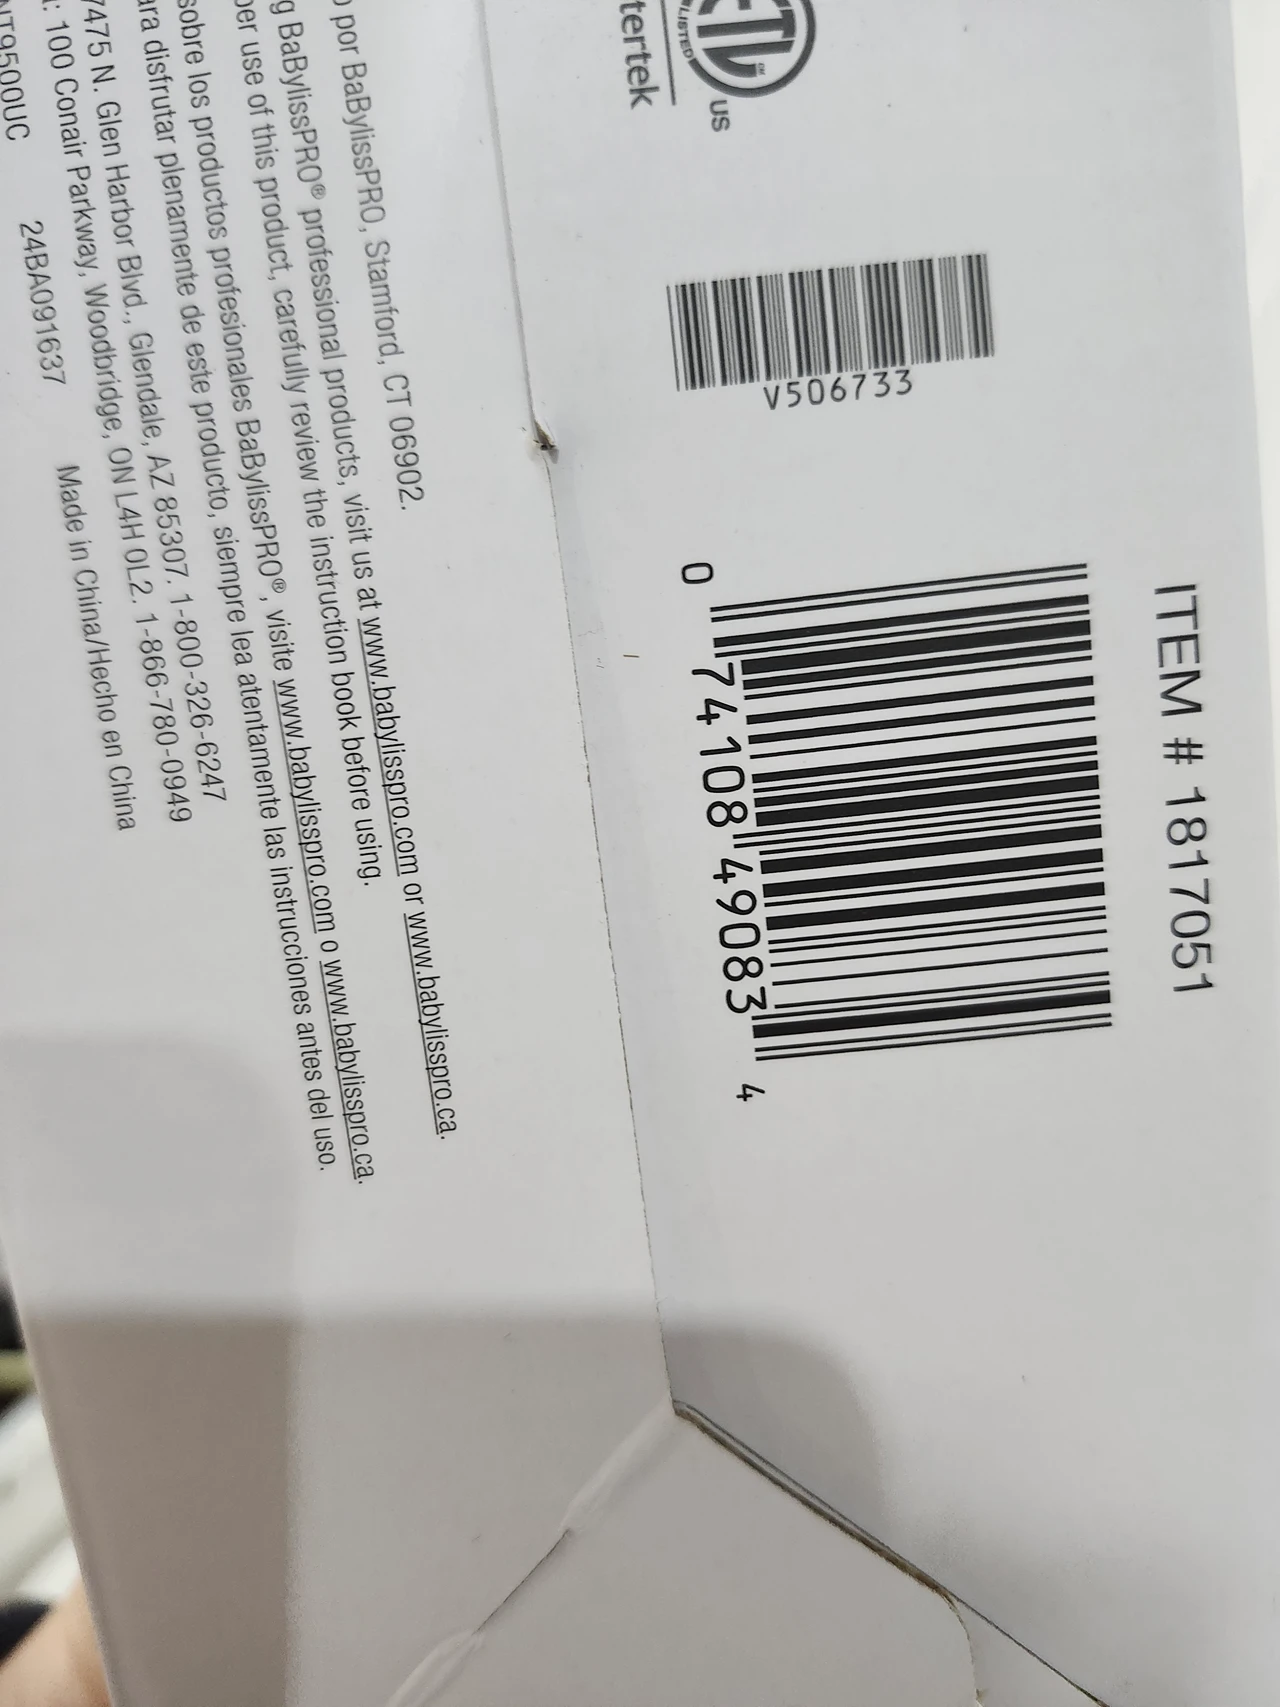 ETL
CM
LISTED
US
tertek
V506733
ITEM # 1817051
0 74108 49083 4
por BaBylissPRO, Stamford, CT 06902.
g BaBylissPRO® professional products, visit us at www.babylisspro.com or www.babylisspro.ca.
per use of this product, carefully review the instruction book before using.
sobre los productos profesionales BaBylissPRO®, visite www.babylisspro.com o www.babylisspro.ca.
ara disfrutar plenamente de este producto, siempre lea atentamente las instrucciones antes del uso.
7475 N. Glen Harbor Blvd., Glendale, AZ 85307. 1-800-326-6247
: 100 Conair Parkway, Woodbridge, ON L4H 0L2. 1-866-780-0949
NT9500UC 24BA091637 Made in China/Hecho en China